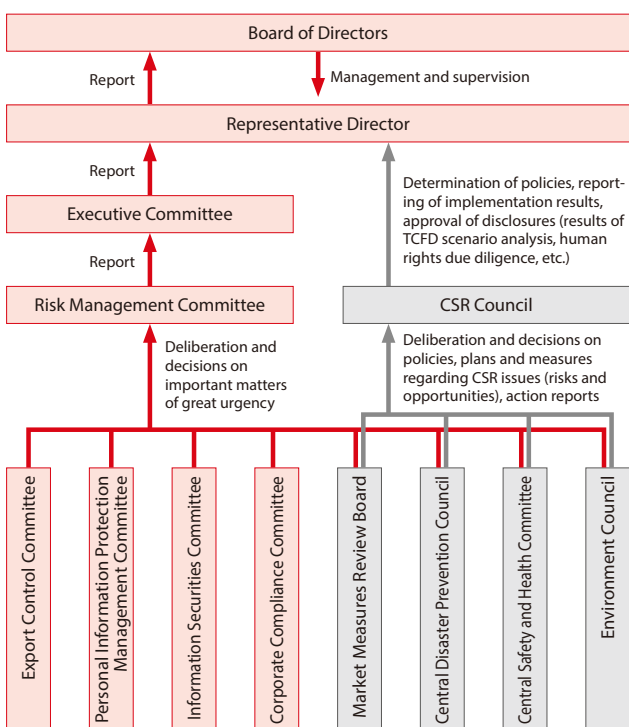 Board of Directors
Report
Management and supervision
Representative Director
Report
Determination of policies, report-
ing of implementation results,
approval of disclosures (results of
TCFD scenario analysis, human
rights due diligence, etc.)
Executive Committee
Report
Risk Management Committee
CSR Council
Deliberation and
decisions on
important matters
of great urgency
Deliberation and decisions on
policies, plans and measures
regarding CSR issues (risks and
opportunities), action reports
Export Control Committee
Personal Information Protection
Management Committee
Information Securities Committee
Corporate Compliance Committee
Market Measures Review Board
Central Disaster Prevention Council
Central Safety and Health Committee
Environment Council